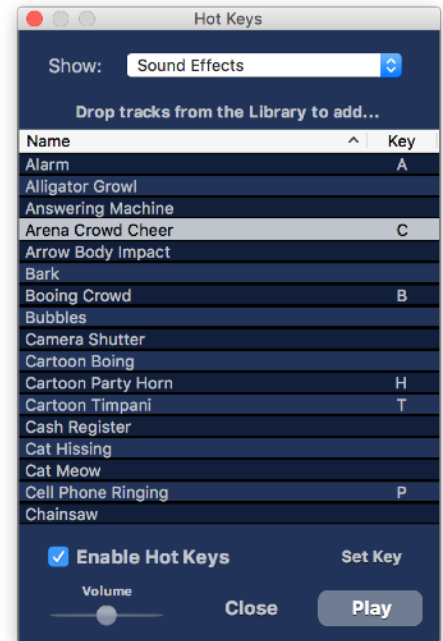 Hot Keys
Show: Sound Effects
Drop tracks from the Library to add...
Name Key
Alarm A
Alligator Growl
Answering Machine
Arena Crowd Cheer C
Arrow Body Impact
Bark
Booing Crowd B
Bubbles
Camera Shutter
Cartoon Boing
Cartoon Party Horn H
Cartoon Timpani T
Cash Register
Cat Hissing
Cat Meow
Cell Phone Ringing P
Chainsaw
Enable Hot Keys Set Key
Volume
Close Play